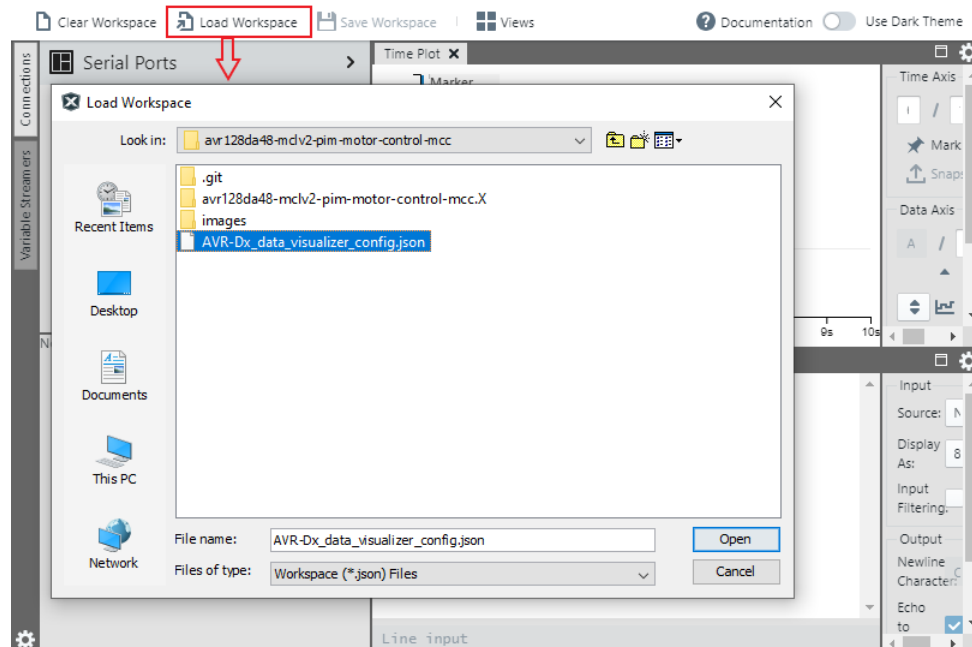 Clear Workspace Load Workspace Save Workspace Views Documentation Use Dark Theme
Connections
Variable Streamers
Serial Ports
Time Plot
Marker
9s 10s
Time Axis
/
Mark
Snaps
Data Axis
A /
Load Workspace
Look in: avr128da48-mclv2-pim-motor-control-mcc
Recent Items
Desktop
Documents
This PC
Network
.git
avr128da48-mclv2-pim-motor-control-mcc.X
images
AVR-Dx_data_visualizer_config.json
File name: AVR-Dx_data_visualizer_config.json Open
Files of type: Workspace (*.json) Files Cancel
Input
Source: N
Display
As: 8
Input
Filtering:
Output
Newline
Character:
Echo
to
Line input